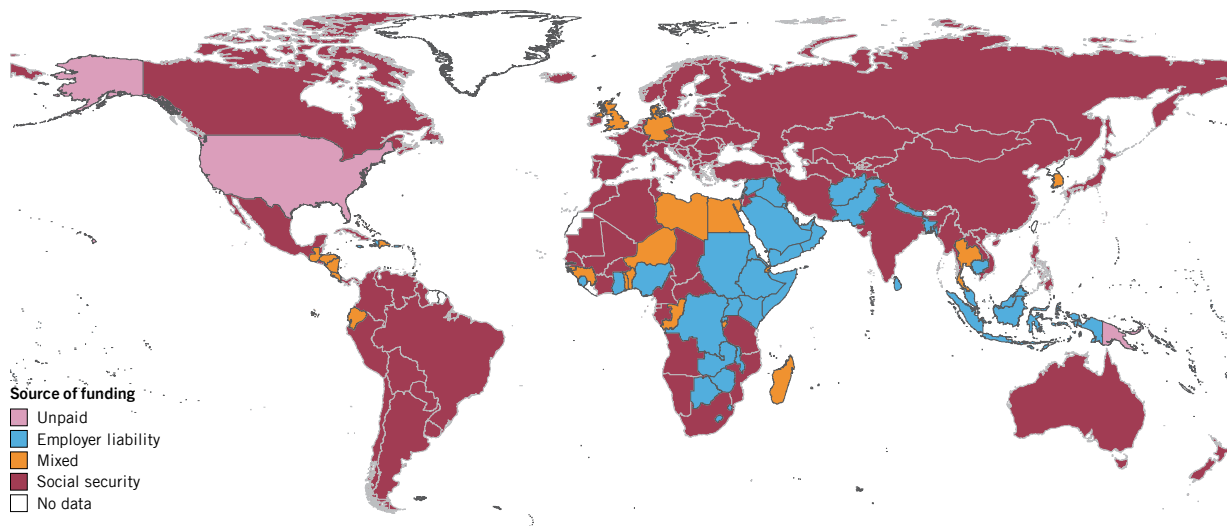 Source of funding
Unpaid
Employer liability
Mixed
Social security
No data